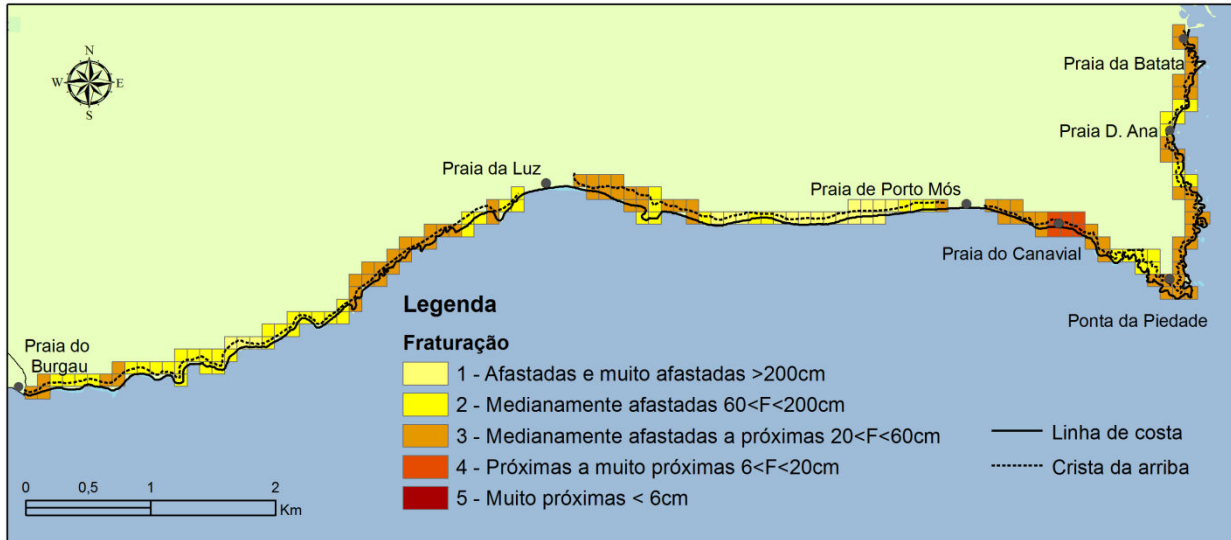 N
W E
S
Praia da Batata
Praia D. Ana
Praia da Luz
Praia de Porto Mós
Praia do Canavial
Ponta da Piedade
Praia do
Burgau
Legenda
Fraturação
1 - Afastadas e muito afastadas >200cm
2 - Medianamente afastadas 60<F<200cm
3 - Medianamente afastadas a próximas 20<F<60cm
4 - Próximas a muito próximas 6<F<20cm
5 - Muito próximas < 6cm
Linha de costa
Crista da arriba
0 0,5 1 2
Km